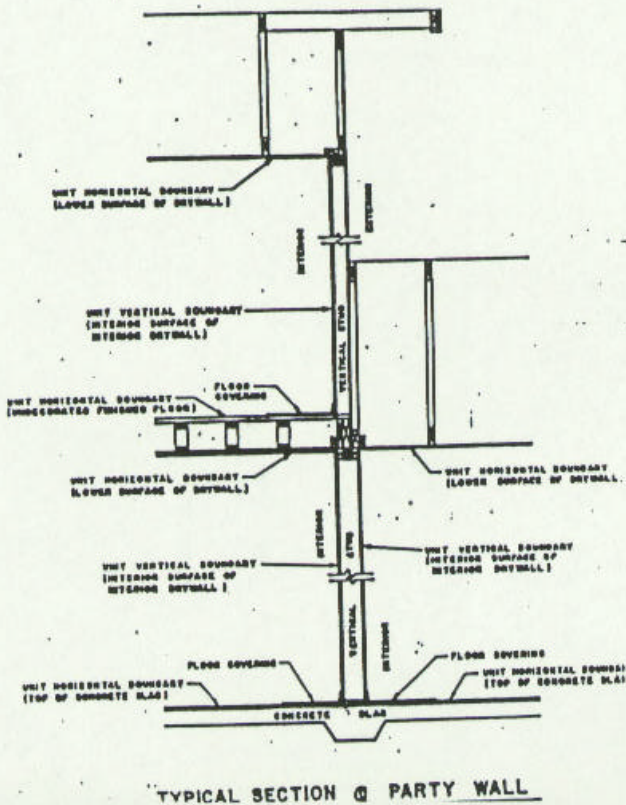 UNIT HORIZONTAL BOUNDARY
(LOWER SURFACE OF DRYWALL)
INTERIOR
EXTERIOR
UNIT VERTICAL BOUNDARY
(INTERIOR SURFACE OF
INTERIOR DRYWALL)
VERTICAL STUD
FLOOR
COVERING
UNIT HORIZONTAL BOUNDARY
(UNDECORATED FINISHED FLOOR)
UNIT HORIZONTAL BOUNDARY
(LOWER SURFACE OF DRYWALL)
UNIT HORIZONTAL BOUNDARY
(LOWER SURFACE OF DRYWALL
INTERIOR
STUD
UNIT VERTICAL BOUNDARY
(INTERIOR SURFACE OF
INTERIOR DRYWALL)
UNIT VERTICAL BOUNDARY
(INTERIOR SURFACE OF
INTERIOR DRYWALL)
VERTICAL
INTERIOR
FLOOR COVERING
FLOOR COVERING
UNIT HORIZONTAL BOUNDARY
(TOP OF CONCRETE SLAB)
UNIT HORIZONTAL BOUNDA
(TOP OF CONCRETE SLA
CONCRETE SLAB
TYPICAL SECTION @ PARTY WALL